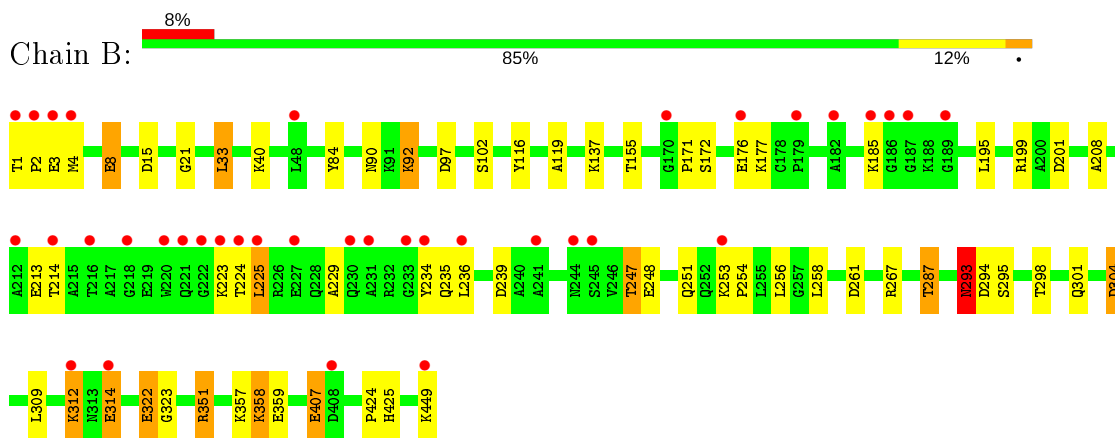 8%
Chain B:
85% 12% •
T1 P2 E3 M4 E8 D15 G21 L33 K40 L48 Y84 N90 K91 K92 D97 S102 Y116 A119 K137 T155 G170 P171 S172 E176 K177 C178 P179 A182 K185 G186 G187 K188 G189 L195 R199 A200 D201 A208
A212 E213 T214 A215 T216 A217 G218 E219 W220 Q221 G222 K223 T224 L225 R226 E227 Q228 A229 Q230 A231 R232 G233 Y234 Q235 L236 D239 A240 A241 N244 S245 V246 T247 E248 Q251 Q252 K253 P254 L255 L256 G257 L258 D261 R267 T287 N293 D294 S295 T298 Q301 D304
L309 K312 N313 E314 E322 G323 R351 K357 K358 E359 E407 D408 P424 H425 K449